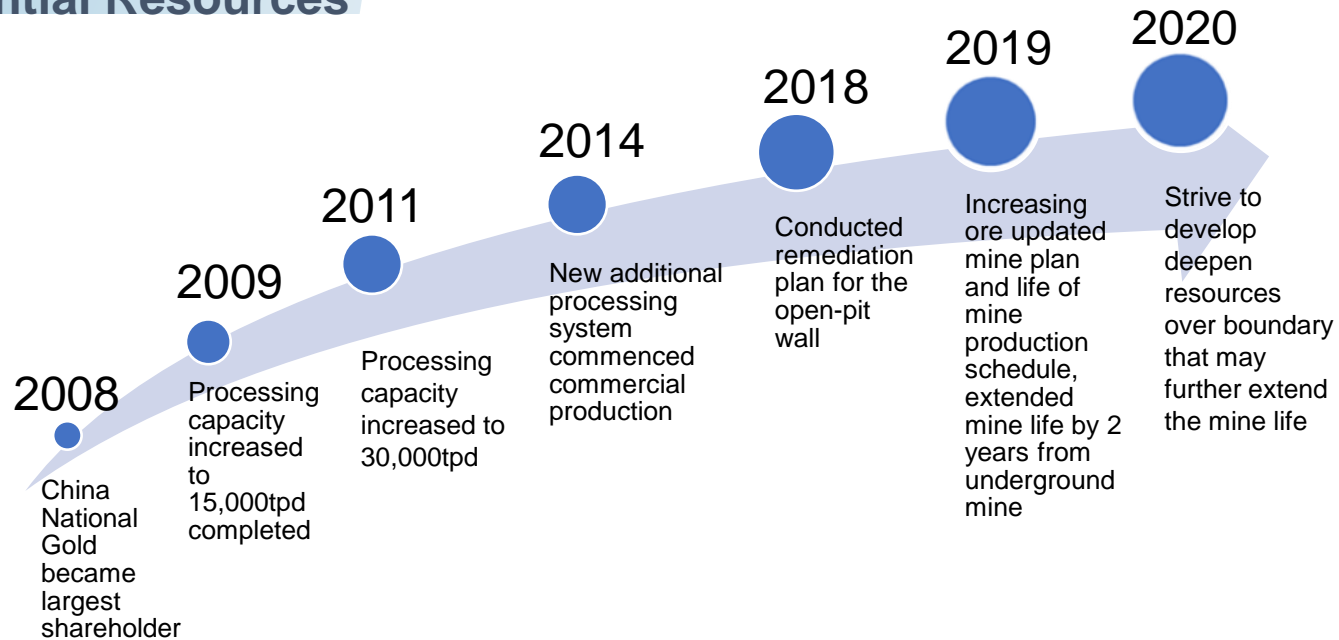 ntial Resources
2008
China
National
Gold
became
largest
shareholder
2009
Processing
capacity
increased
to
15,000tpd
completed
2011
Processing
capacity
increased to
30,000tpd
2014
New additional
processing
system
commenced
commercial
production
2018
Conducted
remediation
plan for the
open-pit
wall
2019
Increasing
ore updated
mine plan
and life of
mine
production
schedule,
extended
mine life by 2
years from
underground
mine
2020
Strive to
develop
deepen
resources
over boundary
that may
further extend
the mine life